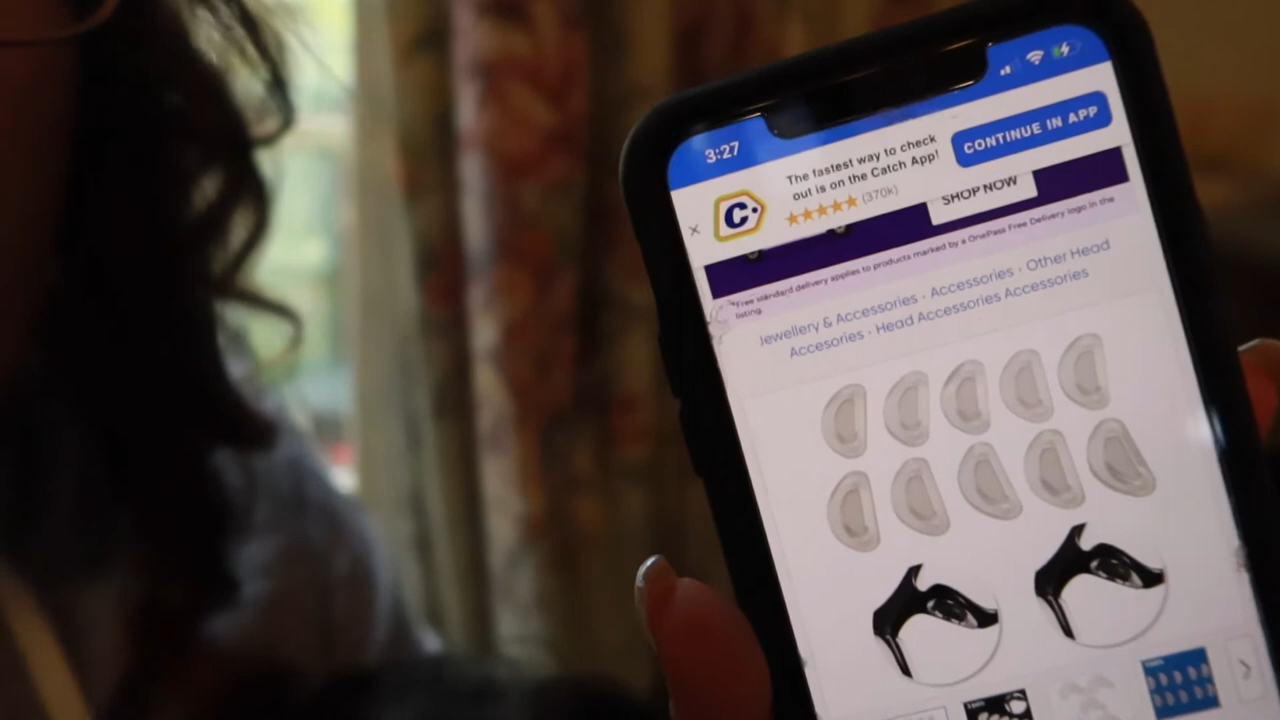 3:27
The fastest way to check
out is on the Catch App!
(370k)
CONTINUE IN APP
C
SHOP NOW
*Free standard delivery applies to products marked by a OnePass Free Delivery logo in the
listing.
Jewellery & Accessories › Accessories › Other Head
Accesories › Head Accessories Accessories